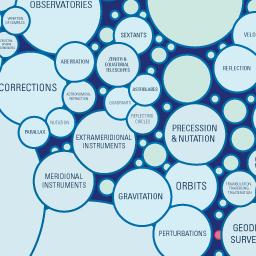 OBSERVATORIES
SEXTANTS
ABERRATION
ZENITH &
EQUATORIAL
TELESCOPES
REFLECTION
CORRECTIONS
ASTRONOMICAL
REFRACTION
ASTROLABES
QUADRANTS
NUTATION
REFLECTING
CIRCLES
PARALLAX
EXTRAMERIDIONAL
INSTRUMENTS
PRECESSION
& NUTATION
MERIDIONAL
INSTRUMENTS
GRAVITATION
ORBITS
PERTURBATIONS
GEOD
SURVE